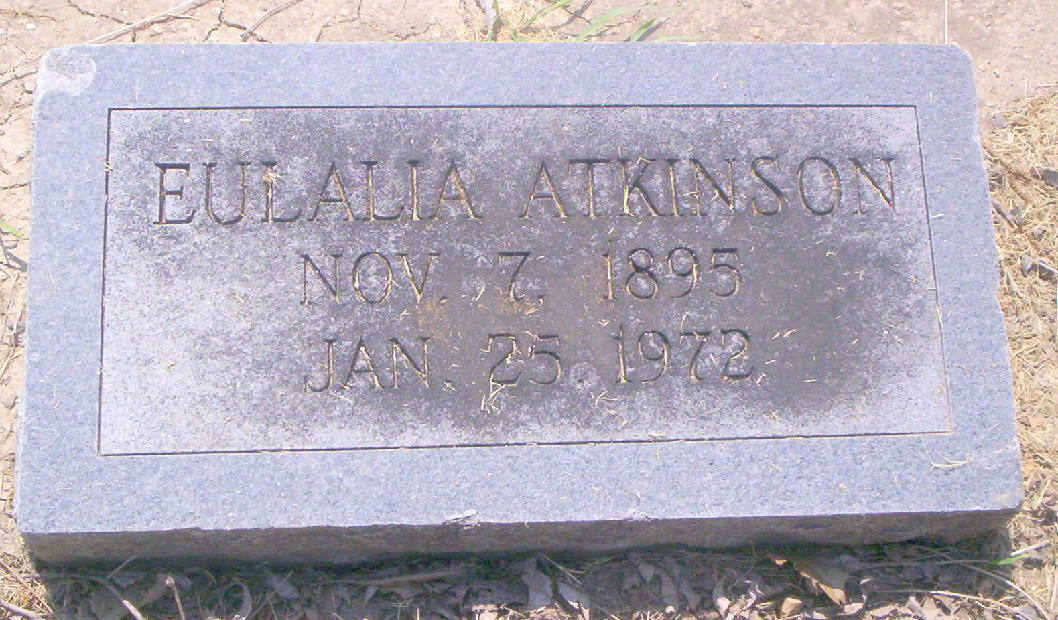 EULALIA ATKINSON
NOV. 7, 1895
JAN. 25, 1972